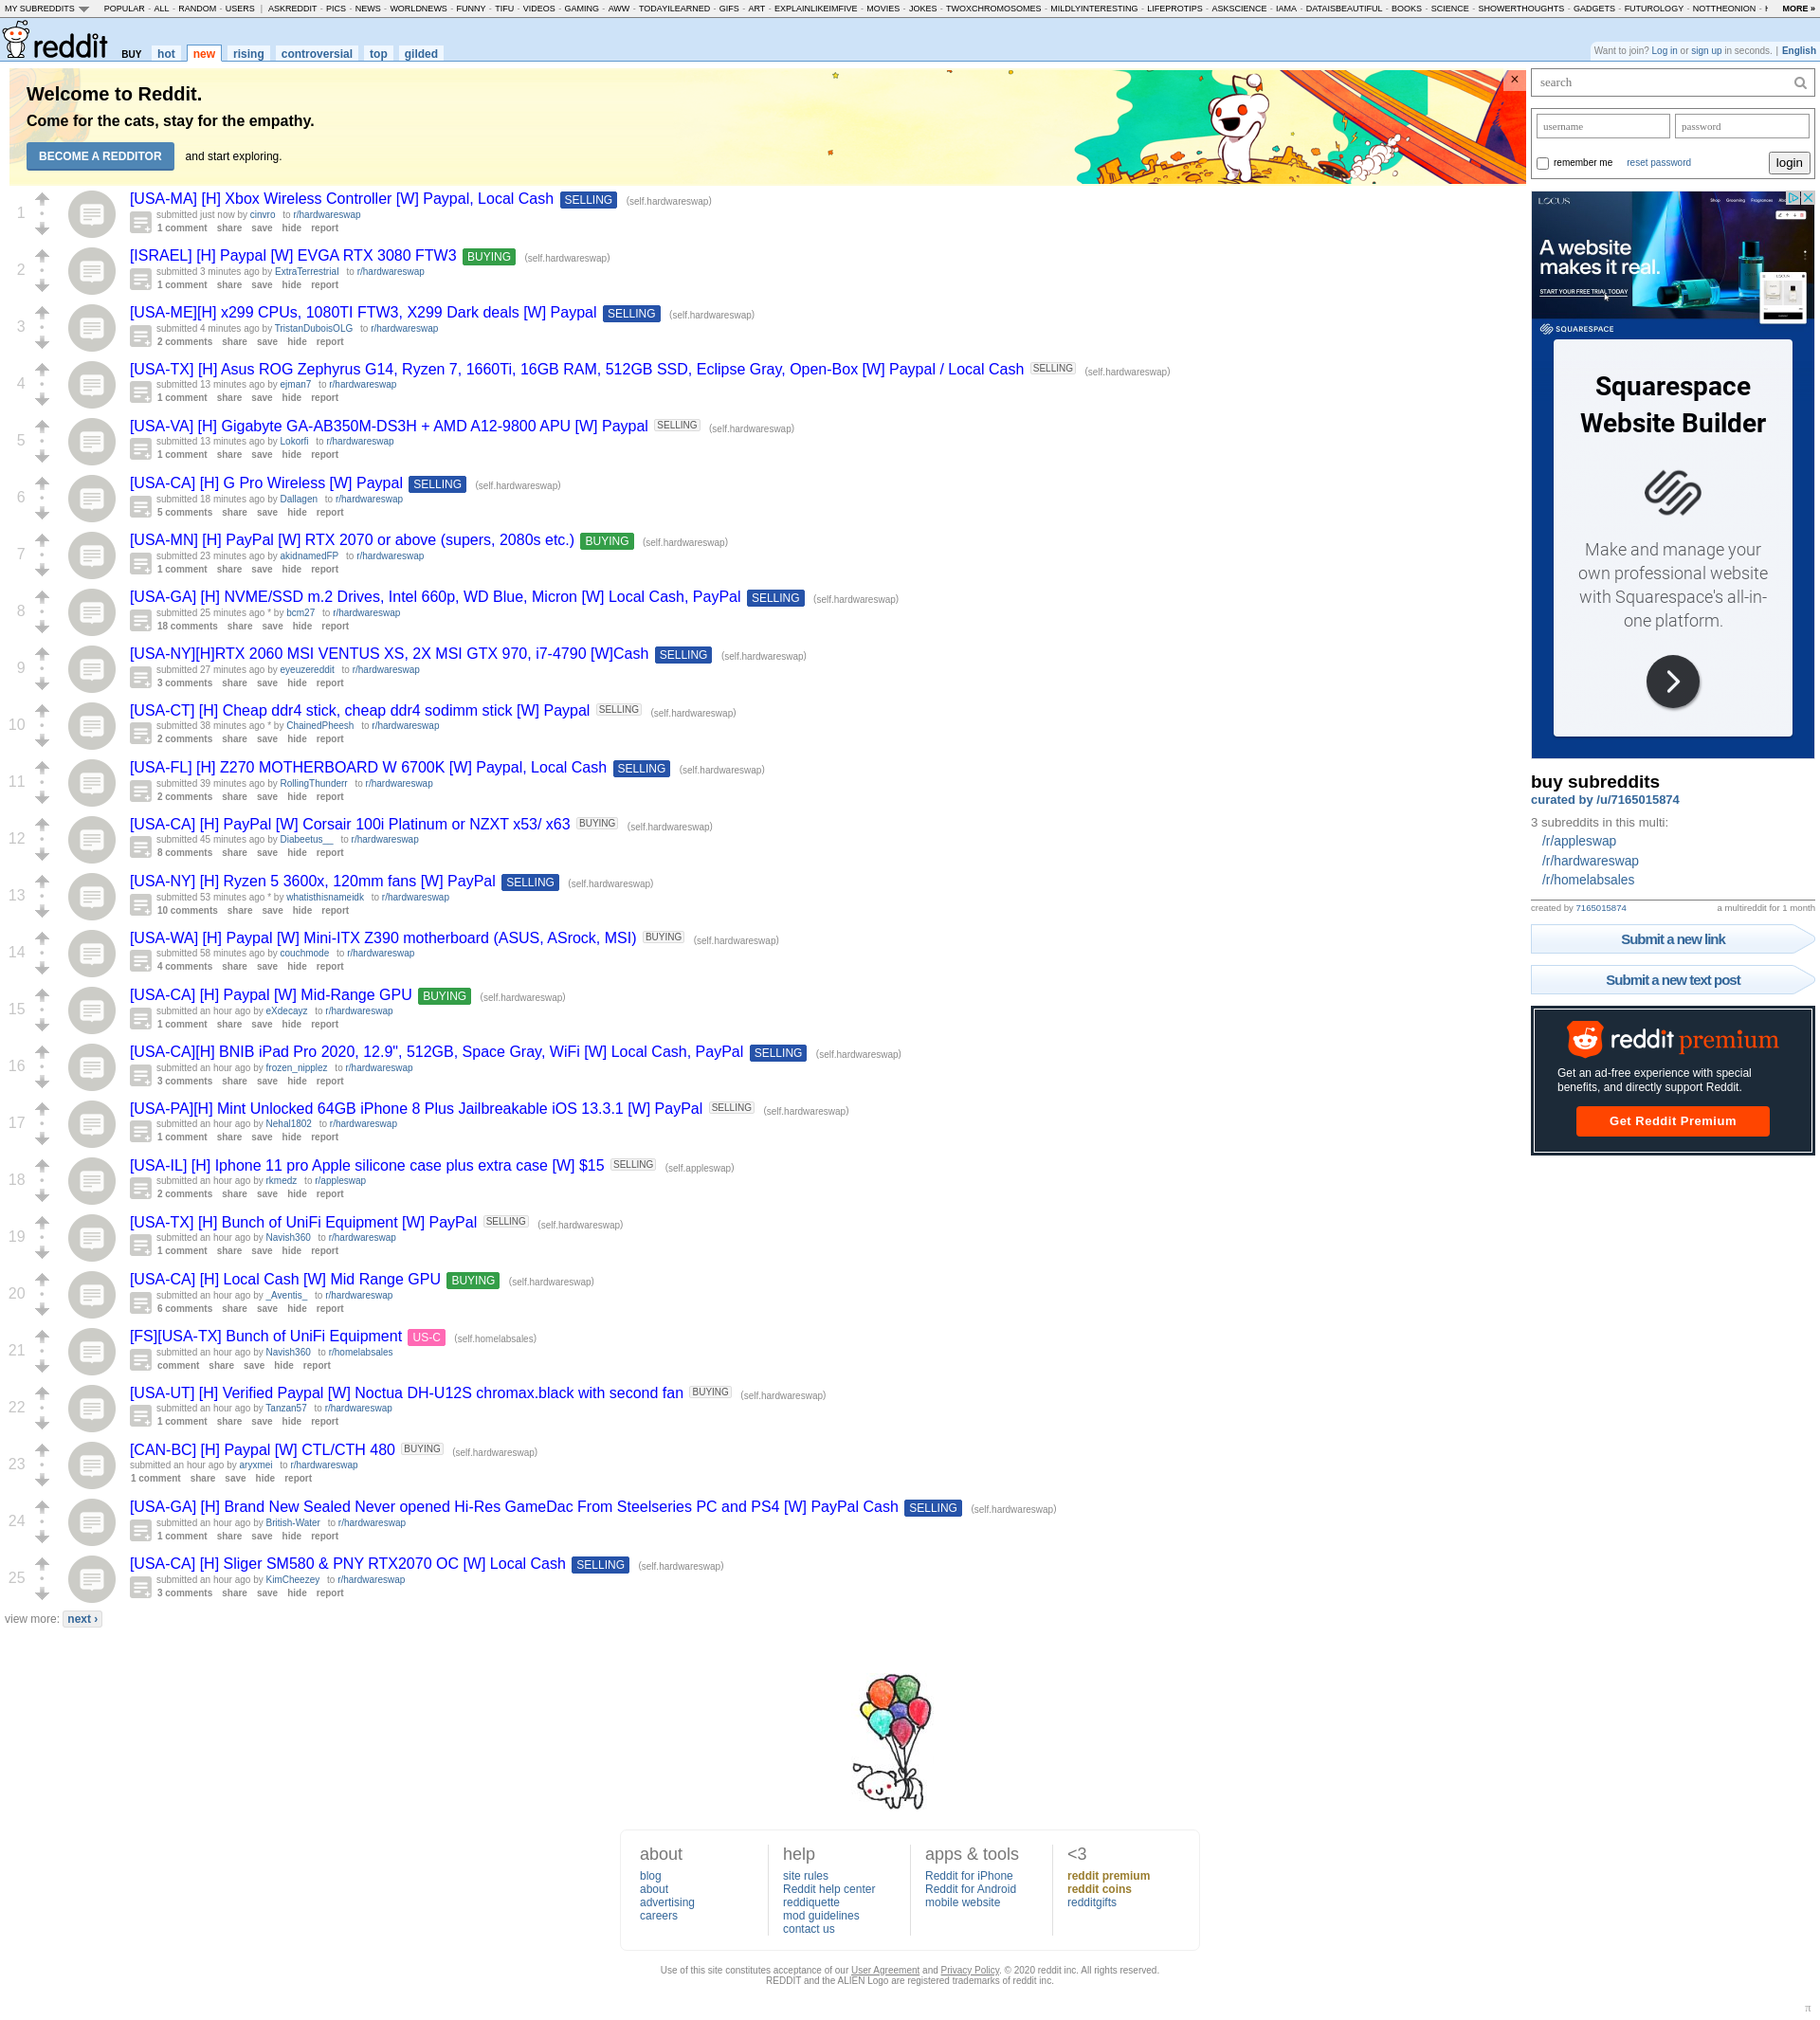 MY SUBREDDITS POPULAR - ALL - RANDOM - USERS | ASKREDDIT - PICS - NEWS - WORLDNEWS - FUNNY - TIFU - VIDEOS - GAMING - AWW - TODAYILEARNED - GIFS - ART - EXPLAINLIKEIMFIVE - MOVIES - JOKES - TWOXCHROMOSOMES - MILDLYINTERESTING - LIFEPROTIPS - ASKSCIENCE - IAMA - DATAISBEAUTIFUL - BOOKS - SCIENCE - SHOWERTHOUGHTS - GADGETS - FUTUROLOGY - NOTTHEONION - MORE »
reddit BUY hot new rising controversial top gilded
Want to join? Log in or sign up in seconds. | English
Welcome to Reddit.
Come for the cats, stay for the empathy.
BECOME A REDDITOR and start exploring.
×
1
[USA-MA] [H] Xbox Wireless Controller [W] Paypal, Local Cash SELLING (self.hardwareswap)
submitted just now by cinvro to r/hardwareswap
1 comment share save hide report
2
[ISRAEL] [H] Paypal [W] EVGA RTX 3080 FTW3 BUYING (self.hardwareswap)
submitted 3 minutes ago by ExtraTerrestrial to r/hardwareswap
1 comment share save hide report
3
[USA-ME][H] x299 CPUs, 1080TI FTW3, X299 Dark deals [W] Paypal SELLING (self.hardwareswap)
submitted 4 minutes ago by TristanDuboisOLG to r/hardwareswap
2 comments share save hide report
4
[USA-TX] [H] Asus ROG Zephyrus G14, Ryzen 7, 1660Ti, 16GB RAM, 512GB SSD, Eclipse Gray, Open-Box [W] Paypal / Local Cash SELLING (self.hardwareswap)
submitted 13 minutes ago by ejman7 to r/hardwareswap
1 comment share save hide report
5
[USA-VA] [H] Gigabyte GA-AB350M-DS3H + AMD A12-9800 APU [W] Paypal SELLING (self.hardwareswap)
submitted 13 minutes ago by Lokorfi to r/hardwareswap
1 comment share save hide report
6
[USA-CA] [H] G Pro Wireless [W] Paypal SELLING (self.hardwareswap)
submitted 18 minutes ago by Dallagen to r/hardwareswap
5 comments share save hide report
7
[USA-MN] [H] PayPal [W] RTX 2070 or above (supers, 2080s etc.) BUYING (self.hardwareswap)
submitted 23 minutes ago by akidnamedFP to r/hardwareswap
1 comment share save hide report
8
[USA-GA] [H] NVME/SSD m.2 Drives, Intel 660p, WD Blue, Micron [W] Local Cash, PayPal SELLING (self.hardwareswap)
submitted 25 minutes ago * by bcm27 to r/hardwareswap
18 comments share save hide report
9
[USA-NY][H]RTX 2060 MSI VENTUS XS, 2X MSI GTX 970, i7-4790 [W]Cash SELLING (self.hardwareswap)
submitted 27 minutes ago by eyeuzereddit to r/hardwareswap
3 comments share save hide report
10
[USA-CT] [H] Cheap ddr4 stick, cheap ddr4 sodimm stick [W] Paypal SELLING (self.hardwareswap)
submitted 38 minutes ago * by ChainedPheesh to r/hardwareswap
2 comments share save hide report
11
[USA-FL] [H] Z270 MOTHERBOARD W 6700K [W] Paypal, Local Cash SELLING (self.hardwareswap)
submitted 39 minutes ago by RollingThunderr to r/hardwareswap
2 comments share save hide report
12
[USA-CA] [H] PayPal [W] Corsair 100i Platinum or NZXT x53/ x63 BUYING (self.hardwareswap)
submitted 45 minutes ago by Diabeetus__ to r/hardwareswap
8 comments share save hide report
13
[USA-NY] [H] Ryzen 5 3600x, 120mm fans [W] PayPal SELLING (self.hardwareswap)
submitted 53 minutes ago * by whatisthisnameidk to r/hardwareswap
10 comments share save hide report
14
[USA-WA] [H] Paypal [W] Mini-ITX Z390 motherboard (ASUS, ASrock, MSI) BUYING (self.hardwareswap)
submitted 58 minutes ago by couchmode to r/hardwareswap
4 comments share save hide report
15
[USA-CA] [H] Paypal [W] Mid-Range GPU BUYING (self.hardwareswap)
submitted an hour ago by eXdecayz to r/hardwareswap
1 comment share save hide report
16
[USA-CA][H] BNIB iPad Pro 2020, 12.9", 512GB, Space Gray, WiFi [W] Local Cash, PayPal SELLING (self.hardwareswap)
submitted an hour ago by frozen_nipplez to r/hardwareswap
3 comments share save hide report
17
[USA-PA][H] Mint Unlocked 64GB iPhone 8 Plus Jailbreakable iOS 13.3.1 [W] PayPal SELLING (self.hardwareswap)
submitted an hour ago by Nehal1802 to r/hardwareswap
1 comment share save hide report
18
[USA-IL] [H] Iphone 11 pro Apple silicone case plus extra case [W] $15 SELLING (self.appleswap)
submitted an hour ago by rkmedz to r/appleswap
2 comments share save hide report
19
[USA-TX] [H] Bunch of UniFi Equipment [W] PayPal SELLING (self.hardwareswap)
submitted an hour ago by Navish360 to r/hardwareswap
1 comment share save hide report
20
[USA-CA] [H] Local Cash [W] Mid Range GPU BUYING (self.hardwareswap)
submitted an hour ago by _Aventis_ to r/hardwareswap
6 comments share save hide report
21
[FS][USA-TX] Bunch of UniFi Equipment US-C (self.homelabsales)
submitted an hour ago by Navish360 to r/homelabsales
comment share save hide report
22
[USA-UT] [H] Verified Paypal [W] Noctua DH-U12S chromax.black with second fan BUYING (self.hardwareswap)
submitted an hour ago by Tanzan57 to r/hardwareswap
1 comment share save hide report
23
[CAN-BC] [H] Paypal [W] CTL/CTH 480 BUYING (self.hardwareswap)
submitted an hour ago by aryxmei to r/hardwareswap
1 comment share save hide report
24
[USA-GA] [H] Brand New Sealed Never opened Hi-Res GameDac From Steelseries PC and PS4 [W] PayPal Cash SELLING (self.hardwareswap)
submitted an hour ago by British-Water to r/hardwareswap
1 comment share save hide report
25
[USA-CA] [H] Sliger SM580 & PNY RTX2070 OC [W] Local Cash SELLING (self.hardwareswap)
submitted an hour ago by KimCheezey to r/hardwareswap
3 comments share save hide report
view more: next ›
search
username password
remember me reset password login
LOCUS Shop Grooming Fragrances
A website
makes it real.
START YOUR FREE TRIAL TODAY
SQUARESPACE
Squarespace
Website Builder
Make and manage your
own professional website
with Squarespace's all-in-
one platform.
buy subreddits
curated by /u/7165015874
3 subreddits in this multi:
/r/appleswap
/r/hardwareswap
/r/homelabsales
created by 7165015874 a multireddit for 1 month
Submit a new link
Submit a new text post
reddit premium
Get an ad-free experience with special
benefits, and directly support Reddit.
Get Reddit Premium
about
blog
about
advertising
careers
help
site rules
Reddit help center
reddiquette
mod guidelines
contact us
apps & tools
Reddit for iPhone
Reddit for Android
mobile website
<3
reddit premium
reddit coins
redditgifts
Use of this site constitutes acceptance of our User Agreement and Privacy Policy. © 2020 reddit inc. All rights reserved.
REDDIT and the ALIEN Logo are registered trademarks of reddit inc.
π